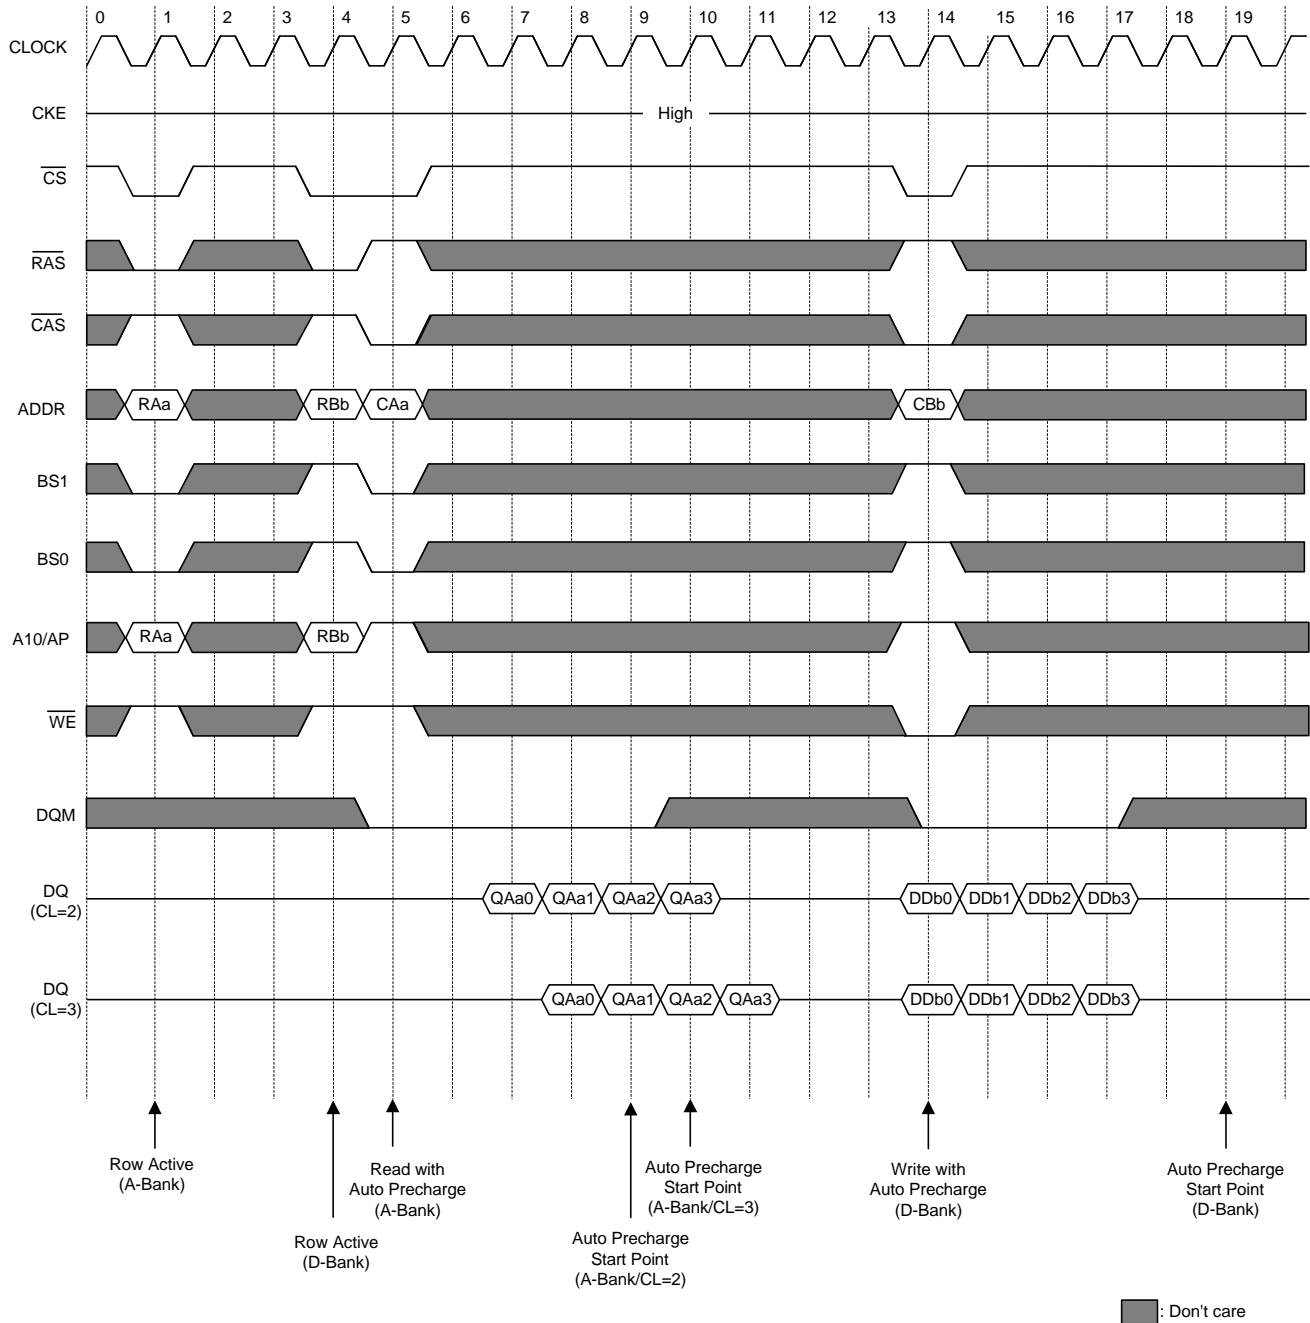 0 1 2 3 4 5 6 7 8 9 10 11 12 13 14 15 16 17 18 19
CLOCK
CKE High
CS
RAS
CAS
ADDR RAa RBb CAa CBb
BS1
BS0
A10/AP RAa RBb
WE
DQM
DQ
(CL=2)
QAa0 QAa1 QAa2 QAa3 DDb0 DDb1 DDb2 DDb3
DQ
(CL=3)
QAa0 QAa1 QAa2 QAa3 DDb0 DDb1 DDb2 DDb3
Row Active
(A-Bank)
Row Active
(D-Bank)
Read with
Auto Precharge
(A-Bank)
Auto Precharge
Start Point
(A-Bank/CL=2)
Auto Precharge
Start Point
(A-Bank/CL=3)
Write with
Auto Precharge
(D-Bank)
Auto Precharge
Start Point
(D-Bank)
: Don't care